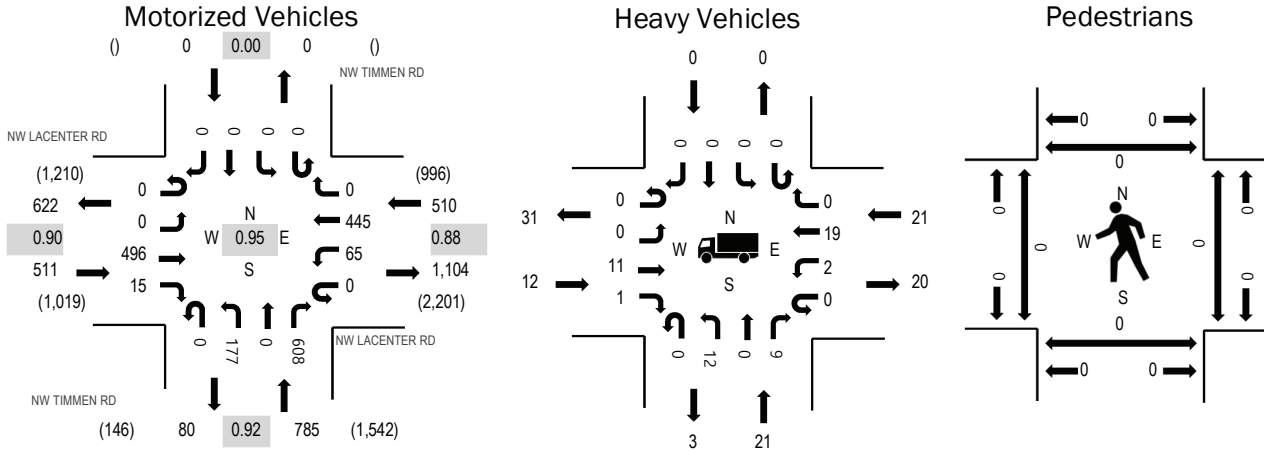 Motorized Vehicles
() 0 0.00 0 ()
NW TIMMEN RD
NW LACENTER RD
0 0 0 0
(1,210) 0 0 (996)
622 0 N 445 510
0.90 W 0.95 E 0.88
511 496 S 65 1,104
(1,019) 15 0 (2,201)
0 177 0 608
NW LACENTER RD
NW TIMMEN RD
(146) 80 0.92 785 (1,542)
Heavy Vehicles
0 0
0 0 0 0
0 0
31 0 N 19 21
W E
12 11 S 2 20
1 0
0 12 0 9
3 21
Pedestrians
0 0
0
0 N 0
W 0 0 E
0 S 0
0
0 0